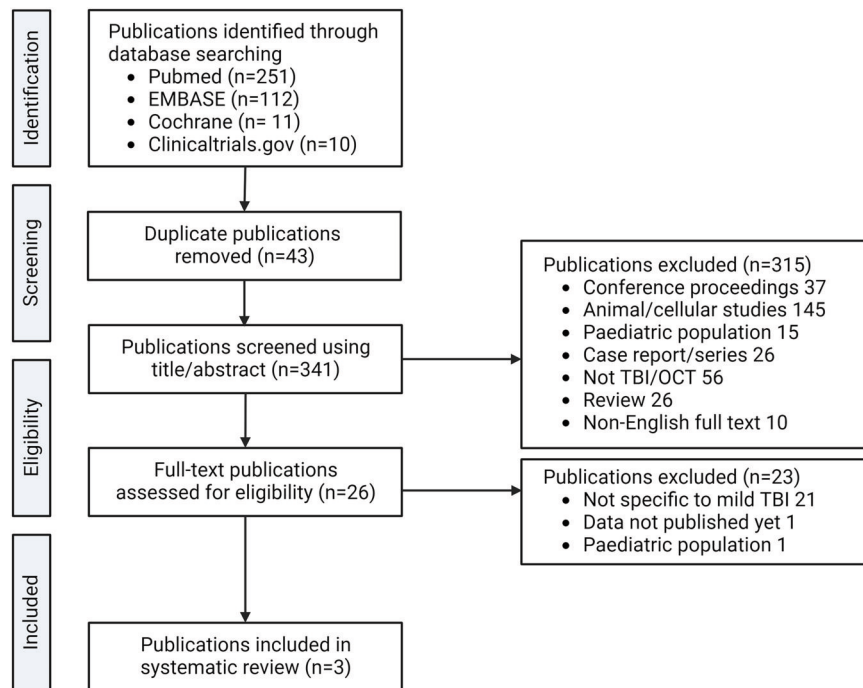 Identification
Publications identified through
database searching
• Pubmed (n=251)
• EMBASE (n=112)
• Cochrane (n= 11)
• Clinicaltrials.gov (n=10)
Screening
Duplicate publications
removed (n=43)
Publications screened using
title/abstract (n=341)
Publications excluded (n=315)
• Conference proceedings 37
• Animal/cellular studies 145
• Paediatric population 15
• Case report/series 26
• Not TBI/OCT 56
• Review 26
• Non-English full text 10
Eligibility
Full-text publications
assessed for eligibility (n=26)
Publications excluded (n=23)
• Not specific to mild TBI 21
• Data not published yet 1
• Paediatric population 1
Included
Publications included in
systematic review (n=3)